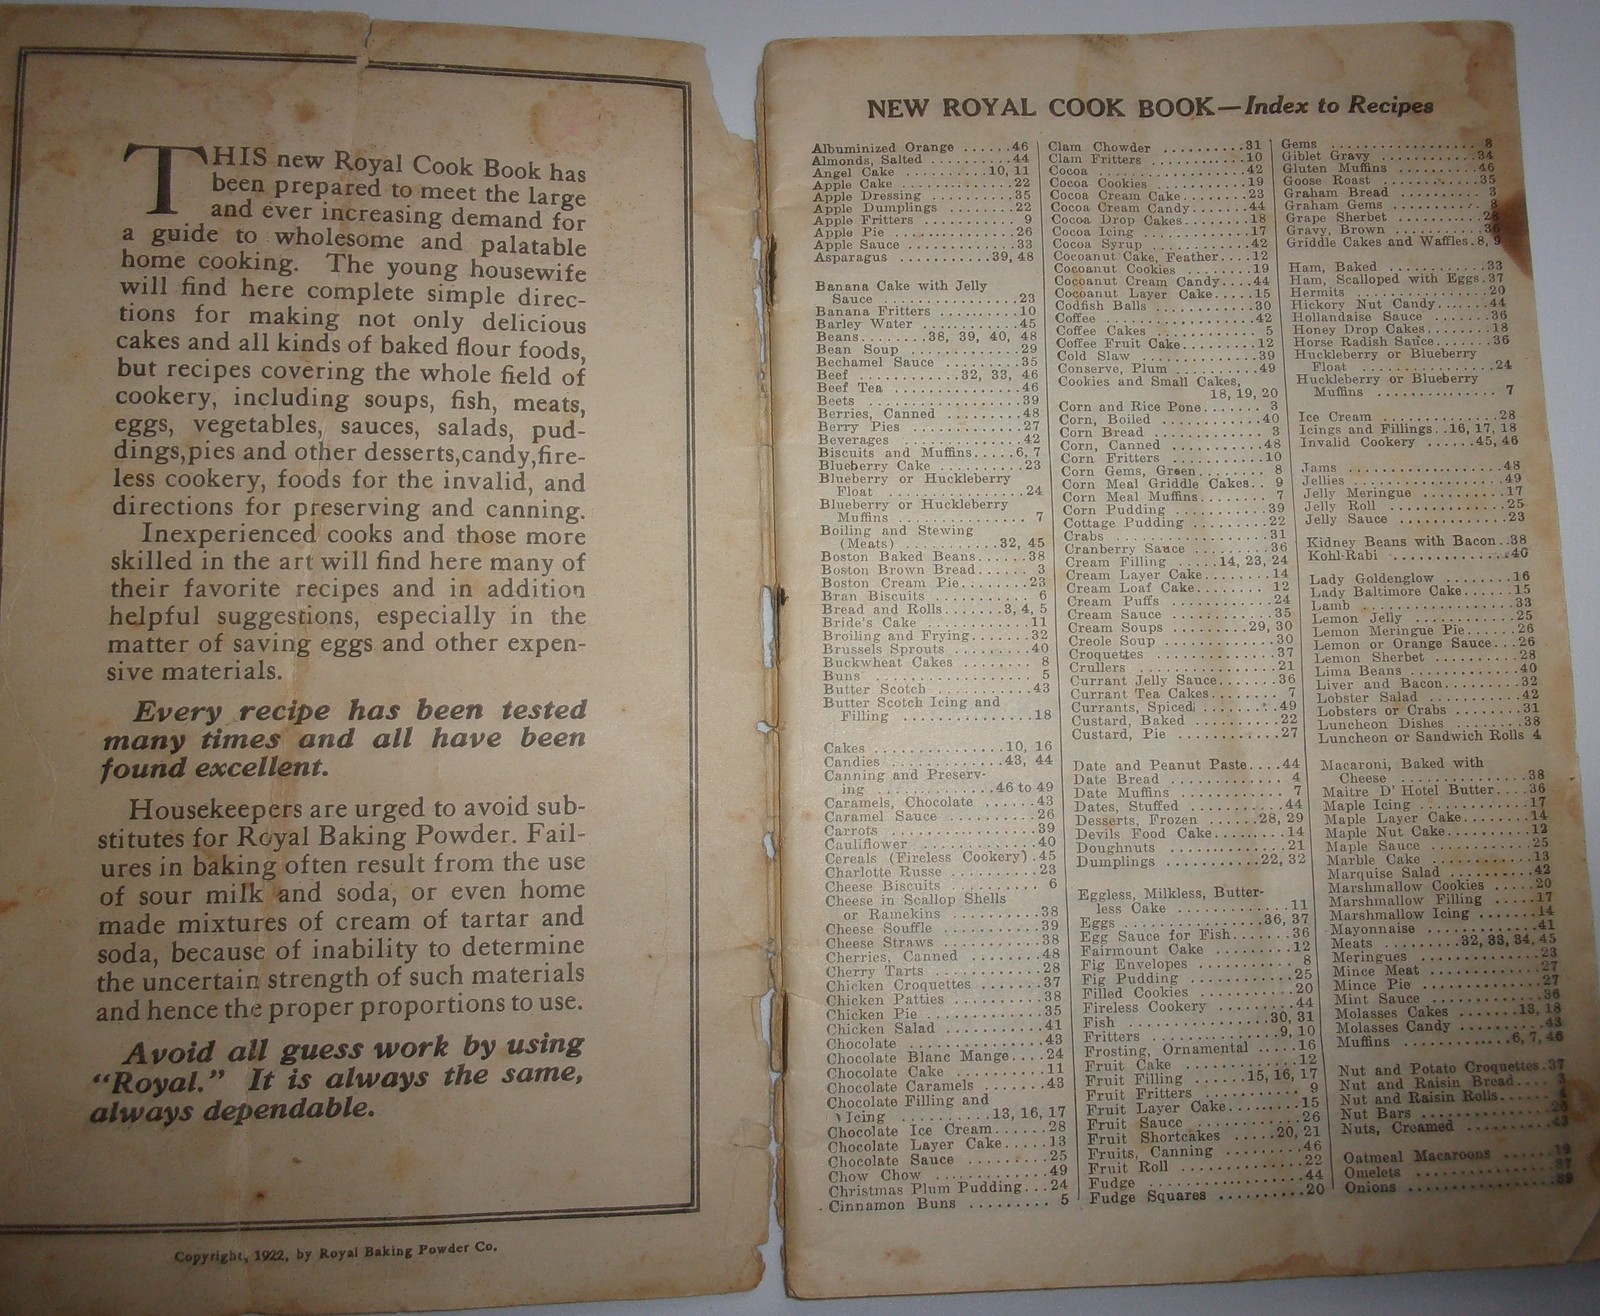 THIS new Royal Cook Book has
been prepared to meet the large
and ever increasing demand for
a guide to wholesome and palatable
home cooking. The young housewife
will find here complete simple direc-
tions for making not only delicious
cakes and all kinds of baked flour foods,
but recipes covering the whole field of
cookery, including soups, fish, meats,
eggs, vegetables, sauces, salads, pud-
dings,pies and other desserts,candy,fire-
less cookery, foods for the invalid, and
directions for preserving and canning.
Inexperienced cooks and those more
skilled in the art will find here many of
their favorite recipes and in addition
helpful suggestions, especially in the
matter of saving eggs and other expen-
sive materials.
Every recipe has been tested
many times and all have been
found excellent.
Housekeepers are urged to avoid sub-
stitutes for Royal Baking Powder. Fail-
ures in baking often result from the use
of sour milk and soda, or even home
made mixtures of cream of tartar and
soda, because of inability to determine
the uncertain strength of such materials
and hence the proper proportions to use.
Avoid all guess work by using
“Royal.” It is always the same,
always dependable.
Copyright, 1922, by Royal Baking Powder Co.
NEW ROYAL COOK BOOK—Index to Recipes
Albuminized Orange ......46
Almonds, Salted ..........44
Angel Cake ..........10, 11
Apple Cake ..............22
Apple Dressing ..........35
Apple Dumplings ........22
Apple Fritters .......... 9
Apple Pie ..............26
Apple Sauce ............33
Asparagus ...........39, 48
Banana Cake with Jelly
Sauce ................23
Banana Fritters .........10
Barley Water ...........45
Beans........38, 39, 40, 48
Bean Soup .............29
Bechamel Sauce .........35
Beef ............32, 33, 46
Beef Tea ...............46
Beets ..................39
Berries, Canned .........48
Berry Pies .............27
Beverages ..............42
Biscuits and Muffins.....6, 7
Blueberry Cake ..........23
Blueberry or Huckleberry
Float ................24
Blueberry or Huckleberry
Muffins ............... 7
Boiling and Stewing
(Meats) ...........32, 45
Boston Baked Beans......38
Boston Brown Bread...... 3
Boston Cream Pie........23
Bran Biscuits ........... 6
Bread and Rolls.......3, 4, 5
Bride's Cake ............11
Broiling and Frying.......32
Brussels Sprouts .........40
Buckwheat Cakes ........ 8
Buns .................. 5
Butter Scotch ...........43
Butter Scotch Icing and
Filling ...............18
Cakes ...............10, 16
Candies .............43, 44
Canning and Preserv-
ing .............46 to 49
Caramels, Chocolate ......43
Caramel Sauce ..........26
Carrots .................39
Cauliflower .............40
Cereals (Fireless Cookery) .45
Charlotte Russe .........23
Cheese Biscuits .......... 6
Cheese in Scallop Shells
or Ramekins ..........38
Cheese Souffle ..........39
Cheese Straws ..........38
Cherries, Canned ........48
Cherry Tarts ............28
Chicken Croquettes .......37
Chicken Patties .........38
Chicken Pie .............35
Chicken Salad ...........41
Chocolate ...............43
Chocolate Blanc Mange....24
Chocolate Cake ..........11
Chocolate Caramels .......43
Chocolate Filling and
Icing ..........13, 16, 17
Chocolate Ice Cream......28
Chocolate Layer Cake.....13
Chocolate Sauce .........25
Chow Chow .............49
Christmas Plum Pudding...24
Cinnamon Buns ......... 5
Clam Chowder ..........31
Clam Fritters ...........10
Cocoa .................42
Cocoa Cookies ..........19
Cocoa Cream Cake.......23
Cocoa Cream Candy......44
Cocoa Drop Cakes........18
Cocoa Icing .............17
Cocoa Syrup ............42
Cocoanut Cake, Feather....12
Cocoanut Cookies ........19
Cocoanut Cream Candy....44
Cocoanut Layer Cake.....15
Codfish Balls ............30
Coffee .................42
Coffee Cakes ............ 5
Coffee Fruit Cake.........12
Cold Slaw ..............39
Conserve, Plum ..........49
Cookies and Small Cakes,
18, 19, 20
Corn and Rice Pone....... 3
Corn, Boiled ............40
Corn Bread ............. 3
Corn, Canned ...........48
Corn Fritters ...........10
Corn Gems, Green........ 8
Corn Meal Griddle Cakes.. 9
Corn Meal Muffins........ 7
Corn Pudding ...........39
Cottage Pudding .........22
Crabs ..................31
Cranberry Sauce .........36
Cream Filling .....14, 23, 24
Cream Layer Cake........14
Cream Loaf Cake........ 12
Cream Puffs ............24
Cream Sauce ............35
Cream Soups .........29, 30
Creole Soup .............30
Croquettes ..............37
Crullers ................21
Currant Jelly Sauce.......36
Currant Tea Cakes........ 7
Currants, Spiced .........49
Custard, Baked ..........22
Custard, Pie ............27
Date and Peanut Paste....44
Date Bread ............. 4
Date Muffins ............ 7
Dates, Stuffed ...........44
Desserts, Frozen ......28, 29
Devils Food Cake.........14
Doughnuts ..............21
Dumplings ...........22, 32
Eggless, Milkless, Butter-
less Cake .............11
Eggs ................36, 37
Egg Sauce for Fish.......36
Fairmount Cake ..........12
Fig Envelopes ........... 8
Fig Pudding .............25
Filled Cookies ...........20
Fireless Cookery .........44
Fish ................30, 31
Fritters ..............9, 10
Frosting, Ornamental .....16
Fruit Cake ..............12
Fruit Filling ......15, 16, 17
Fruit Fritters ........... 9
Fruit Layer Cake.........15
Fruit Sauce .............26
Fruit Shortcakes .....20, 21
Fruits, Canning .........46
Fruit Roll ..............22
Fudge ..................44
Fudge Squares ..........20
Gems .................. 8
Giblet Gravy ............34
Gluten Muffins ..........46
Goose Roast ............35
Graham Bread .......... 3
Graham Gems .......... 8
Grape Sherbet ..........28
Gravy, Brown ...........36
Griddle Cakes and Waffles.8, 9
Ham, Baked ............33
Ham, Scalloped with Eggs.37
Hermits ................20
Hickory Nut Candy.......44
Hollandaise Sauce .......36
Honey Drop Cakes........18
Horse Radish Sauce.......36
Huckleberry or Blueberry
Float ................24
Huckleberry or Blueberry
Muffins .............. 7
Ice Cream ..............28
Icings and Fillings..16, 17, 18
Invalid Cookery ......45, 46
Jams ..................48
Jellies .................49
Jelly Meringue ..........17
Jelly Roll ..............25
Jelly Sauce .............23
Kidney Beans with Bacon..38
Kohl-Rabi ..............40
Lady Goldenglow ........16
Lady Baltimore Cake......15
Lamb ..................33
Lemon Jelly ............25
Lemon Meringue Pie......26
Lemon or Orange Sauce...26
Lemon Sherbet ..........28
Lima Beans .............40
Liver and Bacon.........32
Lobster Salad ...........42
Lobsters or Crabs ........31
Luncheon Dishes ........38
Luncheon or Sandwich Rolls 4
Macaroni, Baked with
Cheese ...............38
Maitre D' Hotel Butter....36
Maple Icing .............17
Maple Layer Cake........14
Maple Nut Cake..........12
Maple Sauce ............25
Marble Cake ............13
Marquise Salad ..........42
Marshmallow Cookies .....20
Marshmallow Filling ......17
Marshmallow Icing .......14
Mayonnaise .............41
Meats .........32, 33, 34, 45
Meringues ..............23
Mince Meat .............27
Mince Pie ..............27
Mint Sauce .............36
Molasses Cakes .......13, 18
Molasses Candy .........43
Muffins ............6, 7, 46
Nut and Potato Croquettes.37
Nut and Raisin Bread.... 3
Nut and Raisin Rolls...... 4
Nut Bars ...............
Nuts, Creamed ..........43
Oatmeal Macaroons ......19
Omelets ................37
Onions .................39